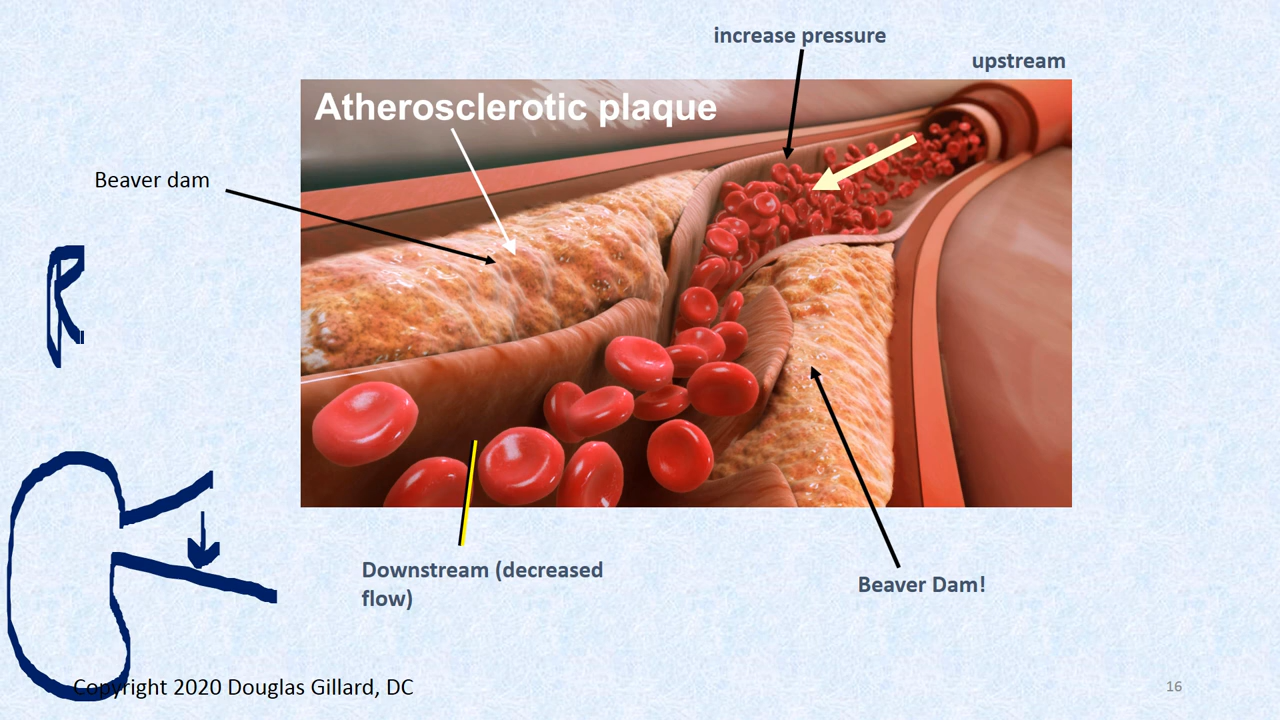 increase pressure
upstream
Atherosclerotic plaque
Beaver dam
R
Downstream (decreased
flow)
Beaver Dam!
Copyright 2020 Douglas Gillard, DC
16